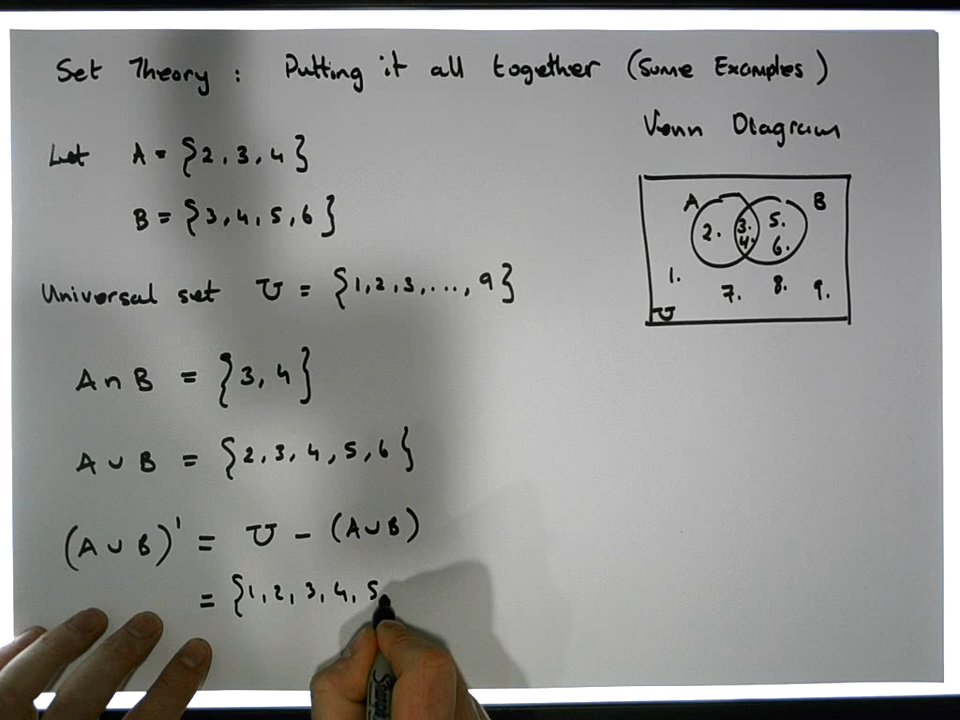 Set Theory : Putting it all together (Some Examples)
Let A = {2, 3, 4}
B = {3, 4, 5, 6}
Universal set U = {1, 2, 3, ..., 9}
A ∩ B = {3, 4}
A ∪ B = {2, 3, 4, 5, 6}
(A ∪ B)' = U - (A ∪ B)
= {1, 2, 3, 4, 5
Venn Diagram
A B
2. 3. 5.
4. 6.
1. 7. 8. 9.
U